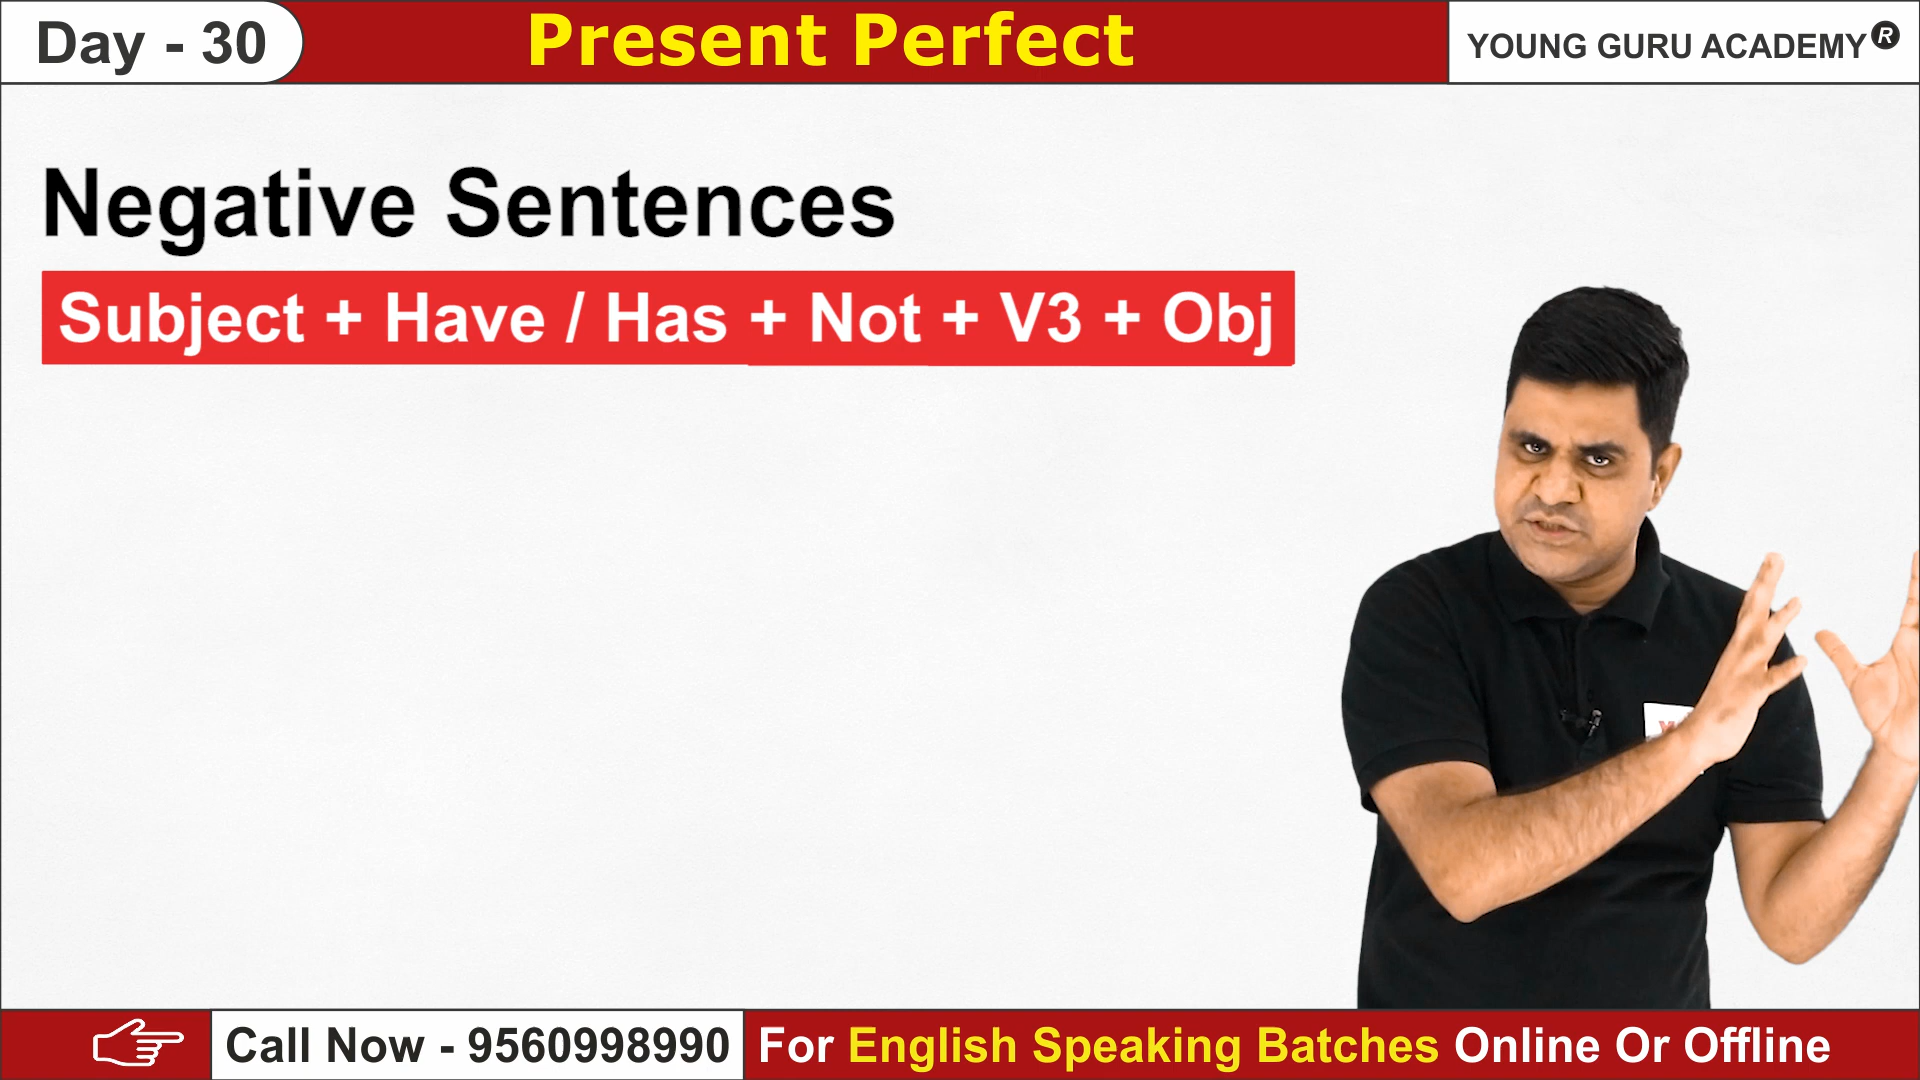 Day - 30
Present Perfect
YOUNG GURU ACADEMY®
Negative Sentences
Subject + Have / Has + Not + V3 + Obj
Call Now - 9560998990
For English Speaking Batches Online Or Offline